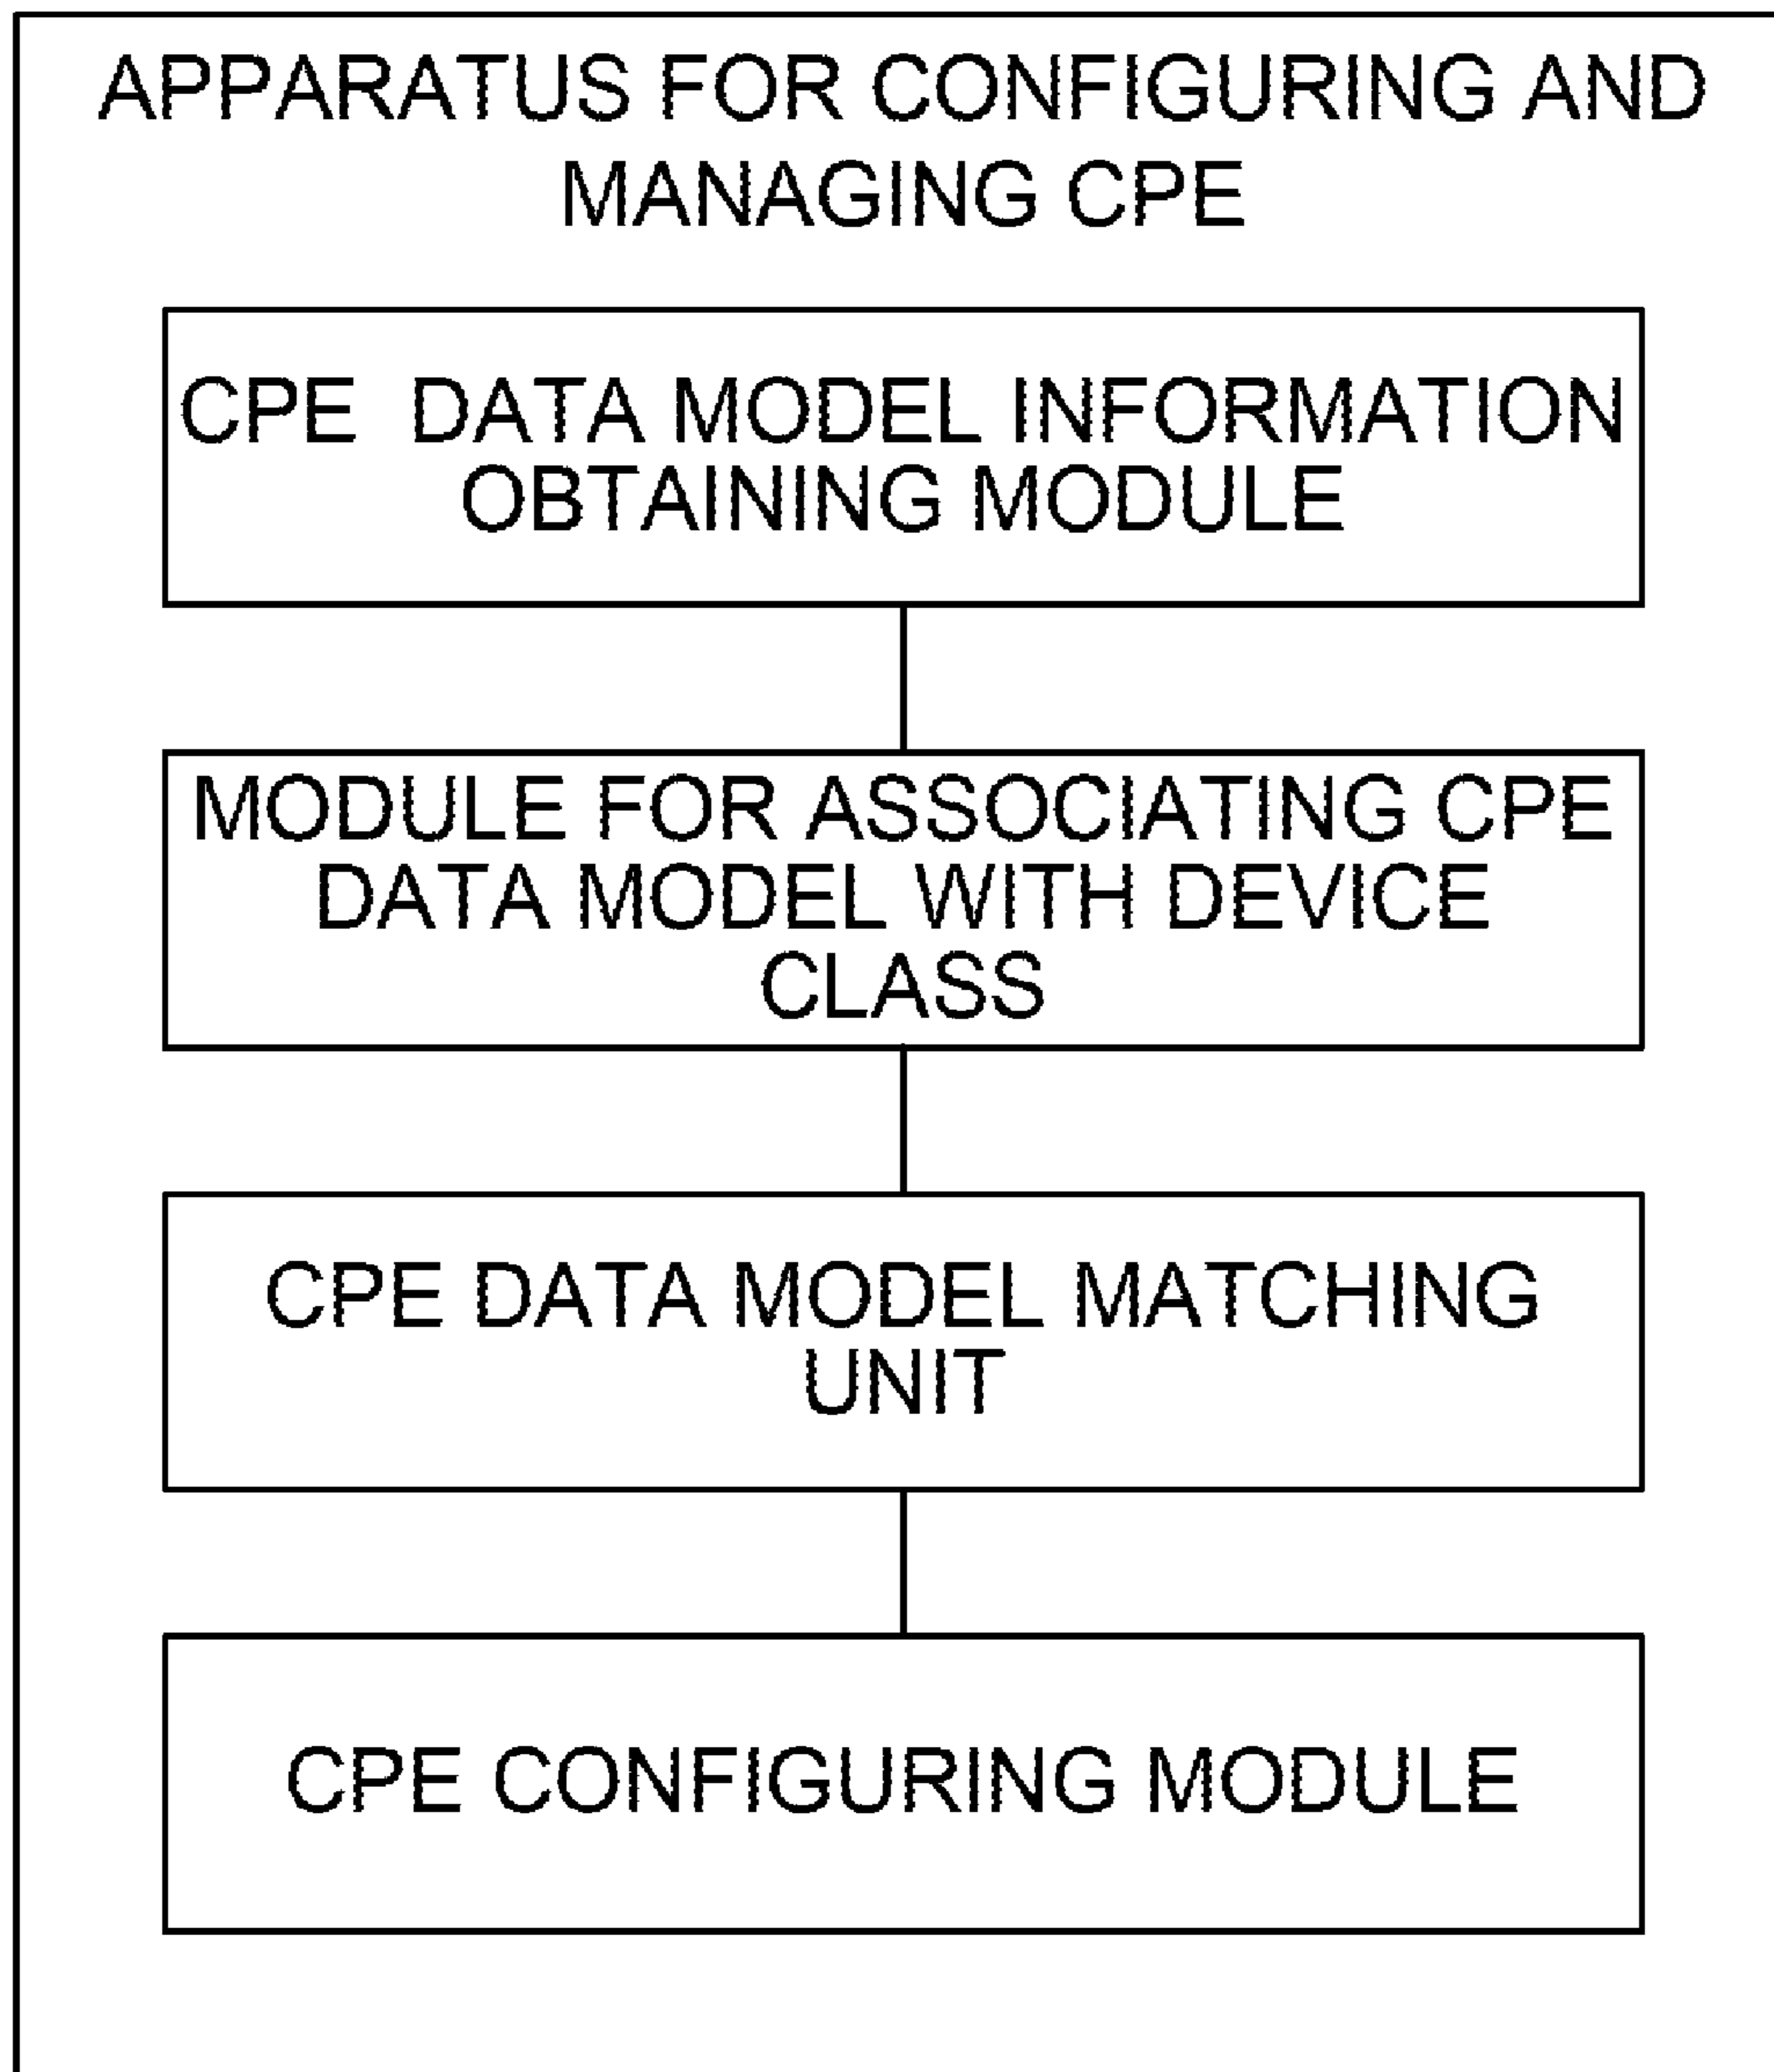 APPARATUS FOR CONFIGURING AND
MANAGING CPE
CPE DATA MODEL INFORMATION
OBTAINING MODULE
MODULE FOR ASSOCIATING CPE
DATA MODEL WITH DEVICE
CLASS
CPE DATA MODEL MATCHING
UNIT
CPE CONFIGURING MODULE